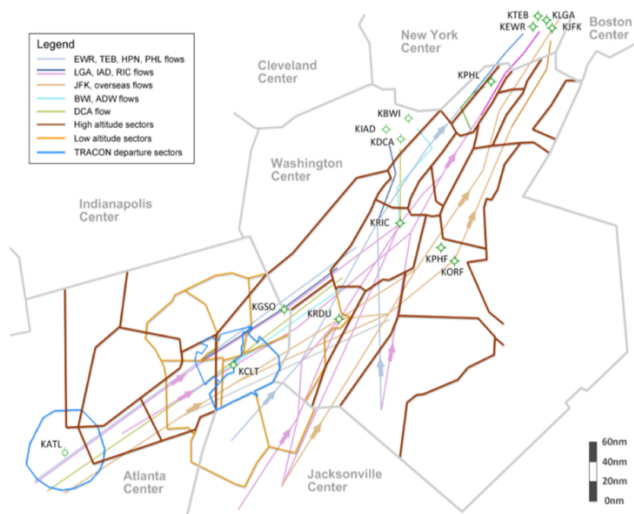 KTEB
KLGA
KEWR
KJFK
New York
Center
Boston
Center
Legend
EWR, TEB, HPN, PHL flows
LGA, IAD, RIC flows
JFK, overseas flows
BWI, ADW flows
DCA flow
High altitude sectors
Low altitude sectors
TRACON departure sectors
Cleveland
Center
KPHL
KBWI
KIAD
KDCA
Washington
Center
Indianapolis
Center
KRIC
KPHF
KORF
KGSO
KRDU
KCLT
KATL
Atlanta
Center
Jacksonville
Center
60nm
40nm
20nm
0nm